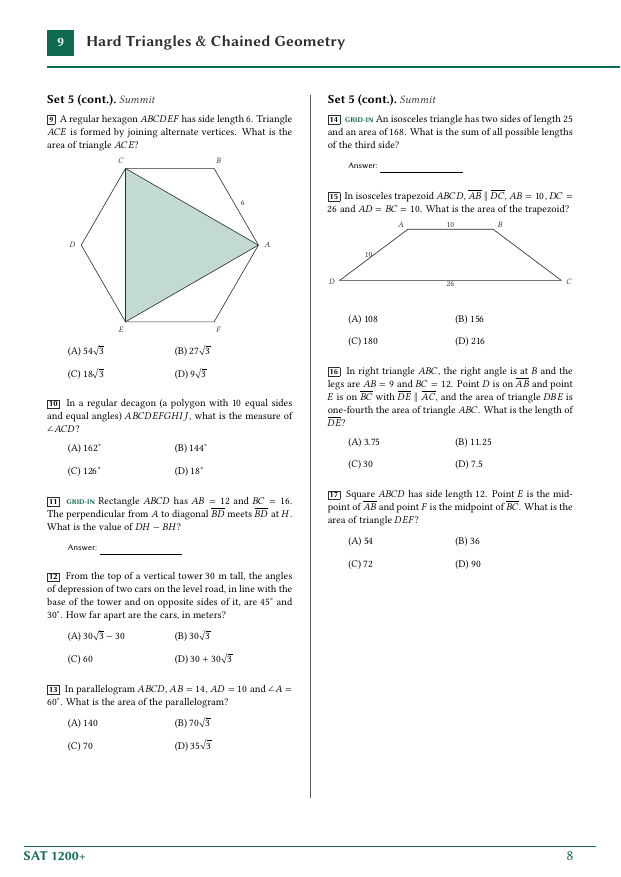 9 Hard Triangles & Chained Geometry
Set 5 (cont.). Summit
9 A regular hexagon ABCDEF has side length 6. Triangle
ACE is formed by joining alternate vertices. What is the
area of triangle ACE?
C B
6
D A
E F
(A) 54√3 (B) 27√3
(C) 18√3 (D) 9√3
10 In a regular decagon (a polygon with 10 equal sides
and equal angles) ABCDEFGHIJ, what is the measure of
∠ACD?
(A) 162° (B) 144°
(C) 126° (D) 18°
11 GRID-IN Rectangle ABCD has AB = 12 and BC = 16.
The perpendicular from A to diagonal B̅D̅ meets B̅D̅ at H.
What is the value of DH − BH?
Answer:
12 From the top of a vertical tower 30 m tall, the angles
of depression of two cars on the level road, in line with the
base of the tower and on opposite sides of it, are 45° and
30°. How far apart are the cars, in meters?
(A) 30√3 − 30 (B) 30√3
(C) 60 (D) 30 + 30√3
13 In parallelogram ABCD, AB = 14, AD = 10 and ∠A =
60°. What is the area of the parallelogram?
(A) 140 (B) 70√3
(C) 70 (D) 35√3
Set 5 (cont.). Summit
14 GRID-IN An isosceles triangle has two sides of length 25
and an area of 168. What is the sum of all possible lengths
of the third side?
Answer:
15 In isosceles trapezoid ABCD, A̅B̅ ∥ D̅C̅, AB = 10, DC =
26 and AD = BC = 10. What is the area of the trapezoid?
A 10 B
10
D 26 C
(A) 108 (B) 156
(C) 180 (D) 216
16 In right triangle ABC, the right angle is at B and the
legs are AB = 9 and BC = 12. Point D is on A̅B̅ and point
E is on B̅C̅ with D̅E̅ ∥ A̅C̅, and the area of triangle DBE is
one-fourth the area of triangle ABC. What is the length of
D̅E̅?
(A) 3.75 (B) 11.25
(C) 30 (D) 7.5
17 Square ABCD has side length 12. Point E is the mid-
point of A̅B̅ and point F is the midpoint of B̅C̅. What is the
area of triangle DEF?
(A) 54 (B) 36
(C) 72 (D) 90
SAT 1200+ 8